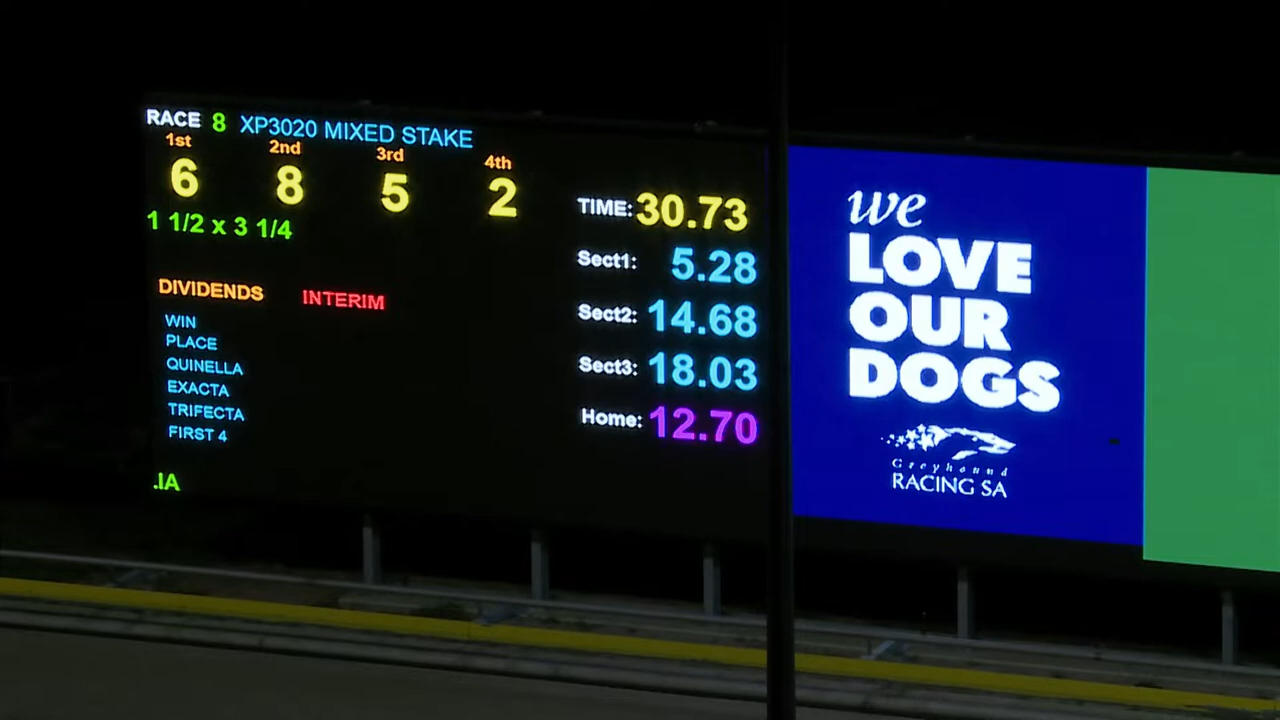 RACE 8 XP3020 MIXED STAKE
1st 2nd 3rd 4th
6 8 5 2
1 1/2 x 3 1/4
DIVIDENDS INTERIM
WIN
PLACE
QUINELLA
EXACTA
TRIFECTA
FIRST 4
.IA
TIME: 30.73
Sect1: 5.28
Sect2: 14.68
Sect3: 18.03
Home: 12.70
we
LOVE
OUR
DOGS
Greyhound
RACING SA